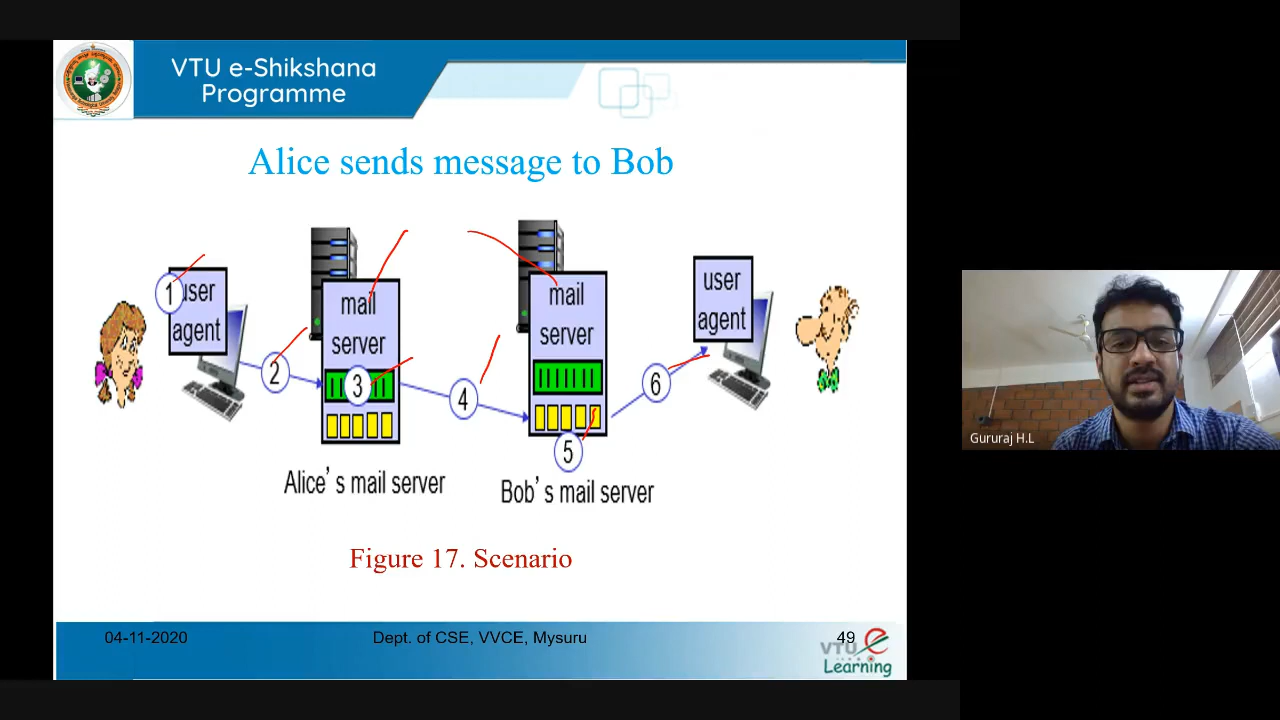 VTU e-Shikshana
Programme
Alice sends message to Bob
1
user
agent
2
mail
server
3
4
mail
server
5
6
user
agent
Alice's mail server
Bob's mail server
Figure 17. Scenario
04-11-2020
Dept. of CSE, VVCE, Mysuru
49
VTU e
Learning
Gururaj H.L